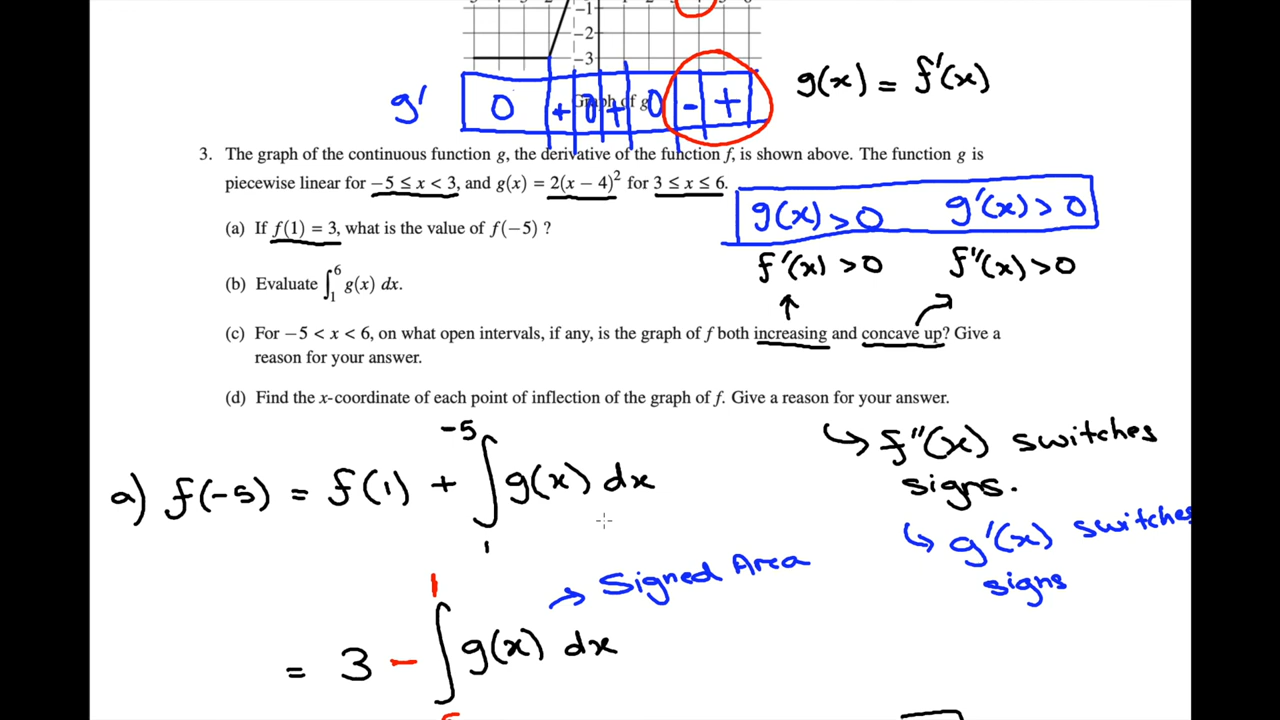 -1
-2
-3
g' 0 + 0 + 0 - +
g(x) = f'(x)
3. The graph of the continuous function g, the derivative of the function f, is shown above. The function g is
piecewise linear for −5 ≤ x < 3, and g(x) = 2(x − 4)² for 3 ≤ x ≤ 6.
g(x) > 0 g'(x) > 0
(a) If f(1) = 3, what is the value of f(−5) ?
f'(x) > 0 f"(x) > 0
(b) Evaluate ∫₁⁶ g(x) dx.
(c) For −5 < x < 6, on what open intervals, if any, is the graph of f both increasing and concave up? Give a
reason for your answer.
(d) Find the x-coordinate of each point of inflection of the graph of f. Give a reason for your answer.
↳ f"(x) switches
signs.
↳ g'(x) switches
signs
a) f(-5) = f(1) + ∫₁⁻⁵ g(x) dx
→ Signed Area
1
= 3 - ∫ g(x) dx